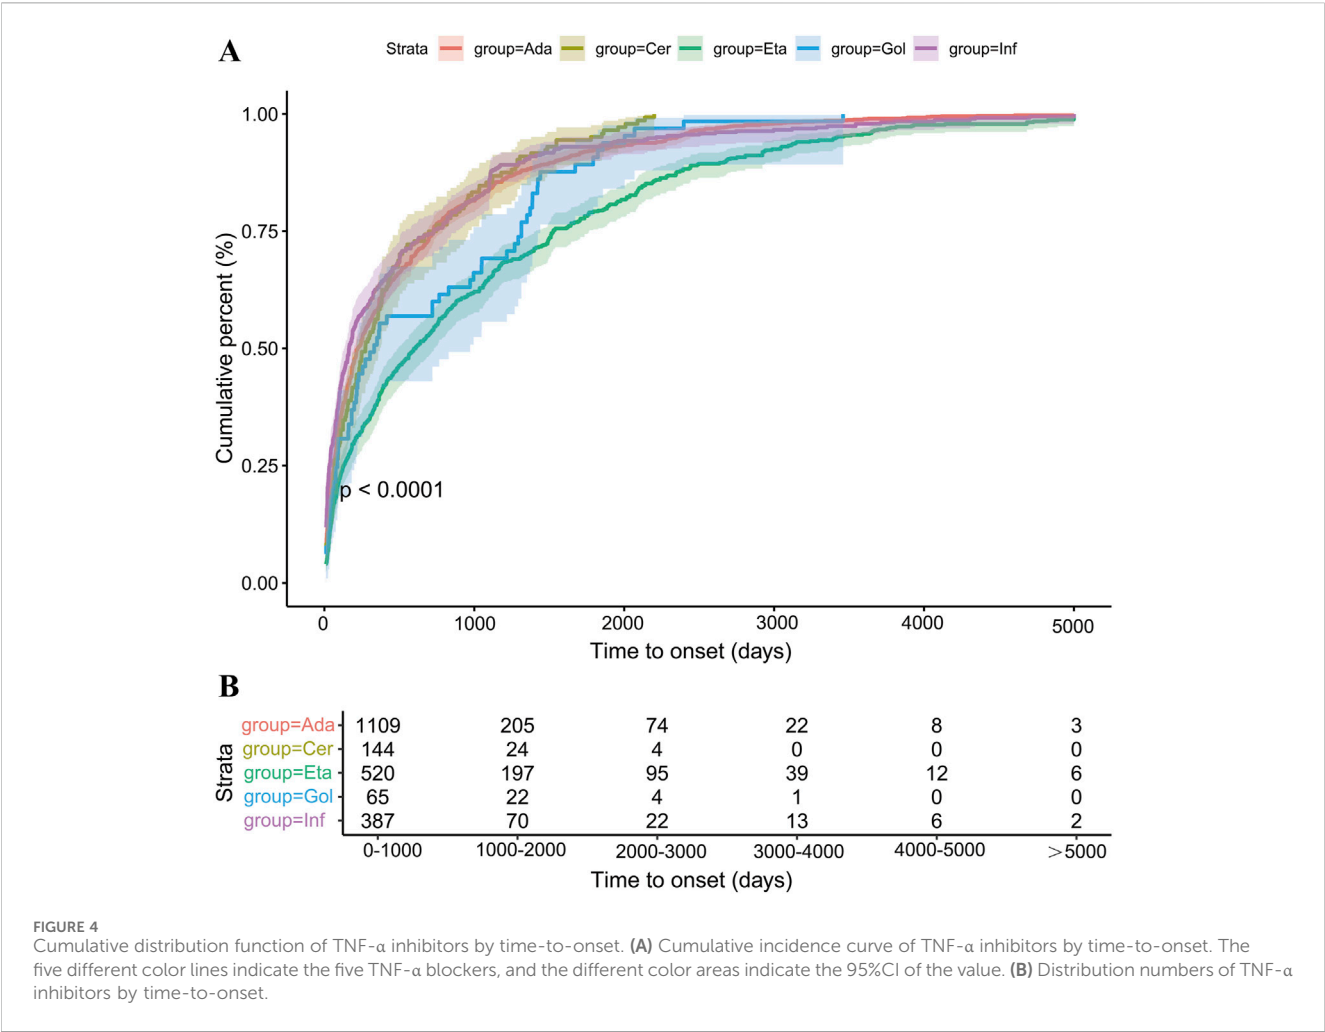 A
Strata group=Ada group=Cer group=Eta group=Gol group=Inf
Cumulative percent (%)
1.00
0.75
0.50
0.25
0.00
p < 0.0001
0 1000 2000 3000 4000 5000
Time to onset (days)
B
Strata
group=Ada 1109 205 74 22 8 3
group=Cer 144 24 4 0 0 0
group=Eta 520 197 95 39 12 6
group=Gol 65 22 4 1 0 0
group=Inf 387 70 22 13 6 2
0-1000 1000-2000 2000-3000 3000-4000 4000-5000 >5000
Time to onset (days)
FIGURE 4
Cumulative distribution function of TNF-α inhibitors by time-to-onset. (A) Cumulative incidence curve of TNF-α inhibitors by time-to-onset. The
five different color lines indicate the five TNF-α blockers, and the different color areas indicate the 95%CI of the value. (B) Distribution numbers of TNF-α
inhibitors by time-to-onset.